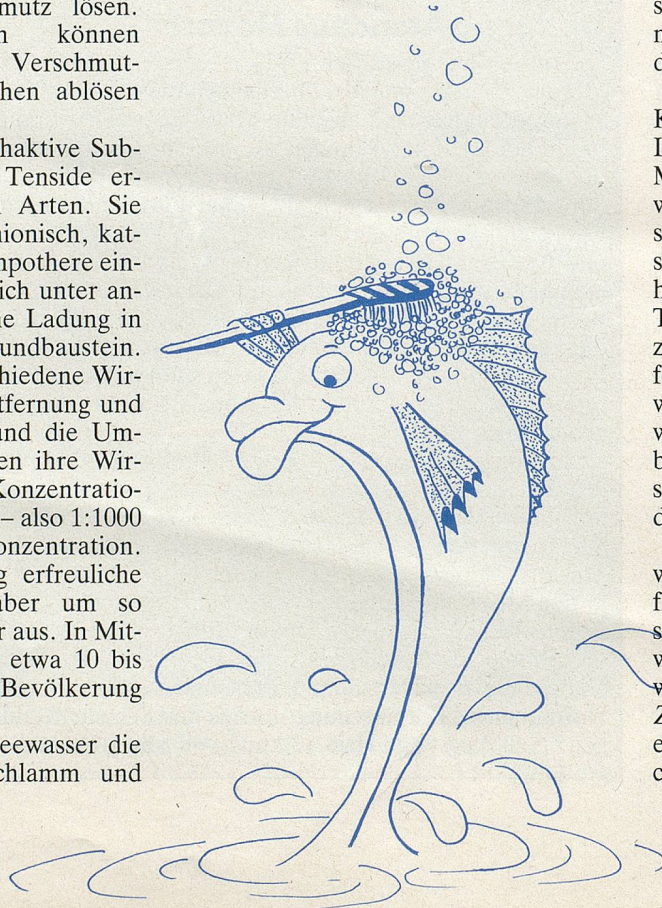 mutz lösen.
n können
Verschmut-
hen ablösen
haktive Sub-
Tenside er-
Arten. Sie
nionisch, kat-
mpothere ein-
ich unter an-
ne Ladung in
undbaustein.
hiedene Wir-
tfernung und
und die Um-
en ihre Wir-
Konzentratio-
– also 1:1000
onzentration.
g erfreuliche
aber um so
r aus. In Mit-
etwa 10 bis
Bevölkerung
eewasser die
chlamm und
s
n
d
K
I
M
w
s
s
h
T
z
f
w
w
b
s
d
w
f
s
w
w
Z
e
c